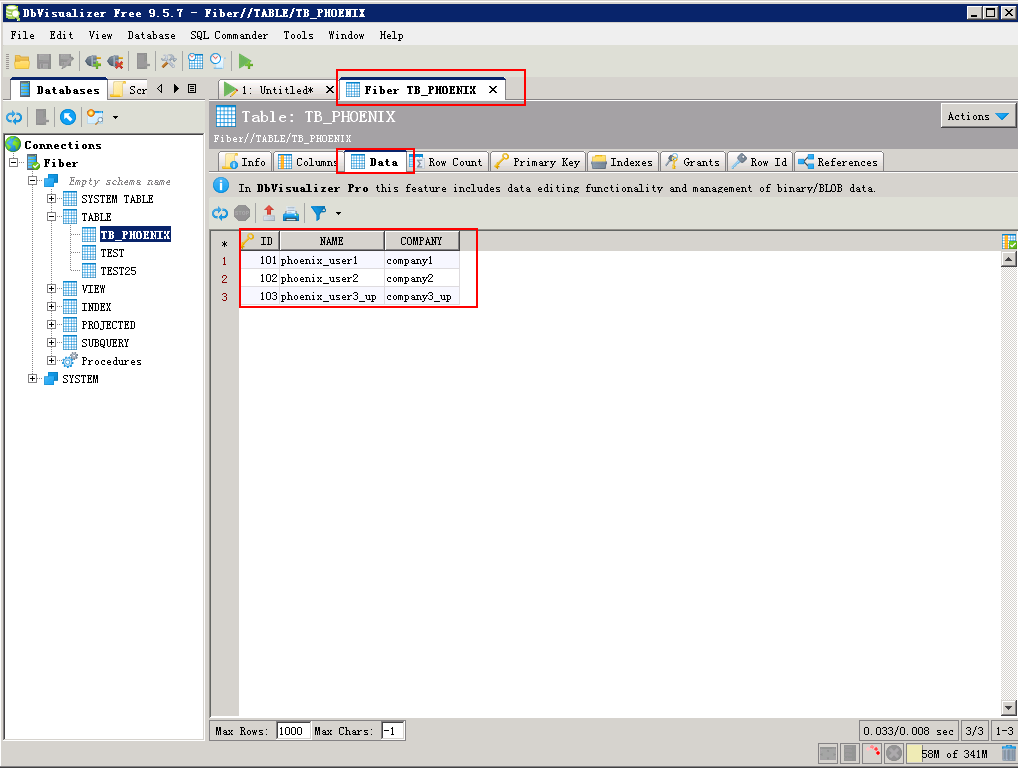 DbVisualizer Free 9.5.7 - Fiber//TABLE/TB_PHOENIX
File Edit View Database SQL Commander Tools Window Help
Databases Scr 1: Untitled* Fiber TB_PHOENIX
Table: TB_PHOENIX Actions
Fiber//TABLE/TB_PHOENIX
Info Columns Data Row Count Primary Key Indexes Grants Row Id References
In DbVisualizer Pro this feature includes data editing functionality and management of binary/BLOB data.
Connections
Fiber
Empty schema name
SYSTEM TABLE
TABLE
TB_PHOENIX
TEST
TEST25
VIEW
INDEX
PROJECTED
SUBQUERY
Procedures
SYSTEM
* ID NAME COMPANY
1 101 phoenix_user1 company1
2 102 phoenix_user2 company2
3 103 phoenix_user3_up company3_up
Max Rows: 1000 Max Chars: -1 0.033/0.008 sec 3/3 1-3
58M of 341M